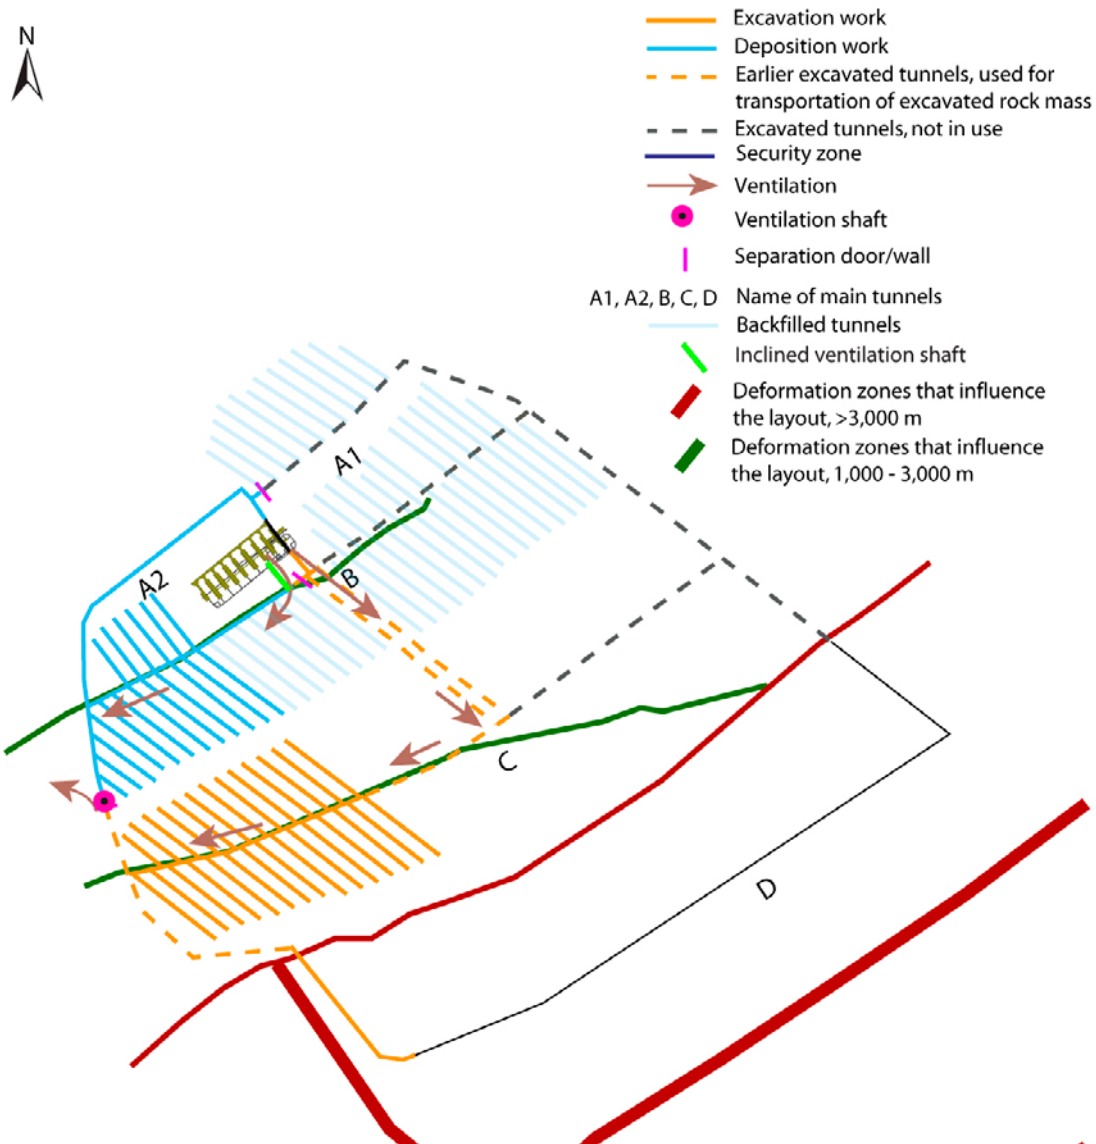 N
Excavation work
Deposition work
Earlier excavated tunnels, used for
transportation of excavated rock mass
Excavated tunnels, not in use
Security zone
Ventilation
Ventilation shaft
Separation door/wall
A1, A2, B, C, D Name of main tunnels
Backfilled tunnels
Inclined ventilation shaft
Deformation zones that influence
the layout, >3,000 m
Deformation zones that influence
the layout, 1,000 - 3,000 m
A1
A2
B
C
D